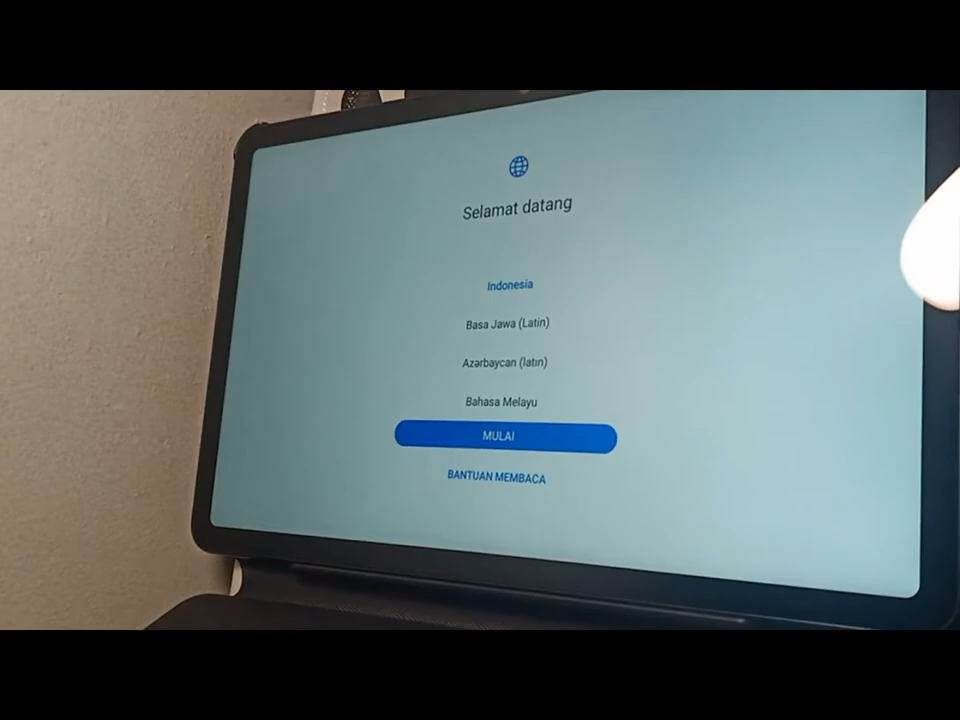 Selamat datang
Indonesia
Basa Jawa (Latin)
Azərbaycan (latın)
Bahasa Melayu
MULAI
BANTUAN MEMBACA